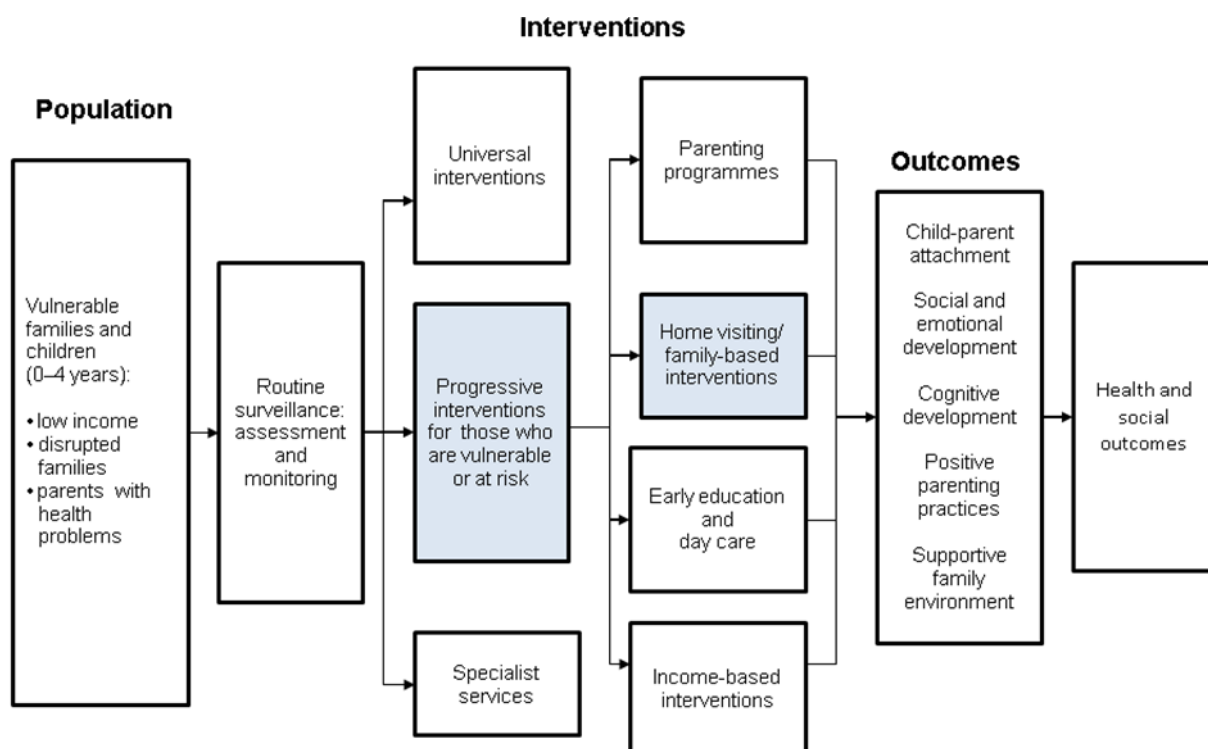 Interventions
Population
Vulnerable
families and
children
(0–4 years):
• low income
• disrupted
families
• parents with
health
problems
Routine
surveillance:
assessment
and
monitoring
Universal
interventions
Progressive
interventions
for those who
are vulnerable
or at risk
Specialist
services
Parenting
programmes
Home visiting/
family-based
interventions
Early education
and
day care
Income-based
interventions
Outcomes
Child-parent
attachment
Social and
emotional
development
Cognitive
development
Positive
parenting
practices
Supportive
family
environment
Health and
social
outcomes